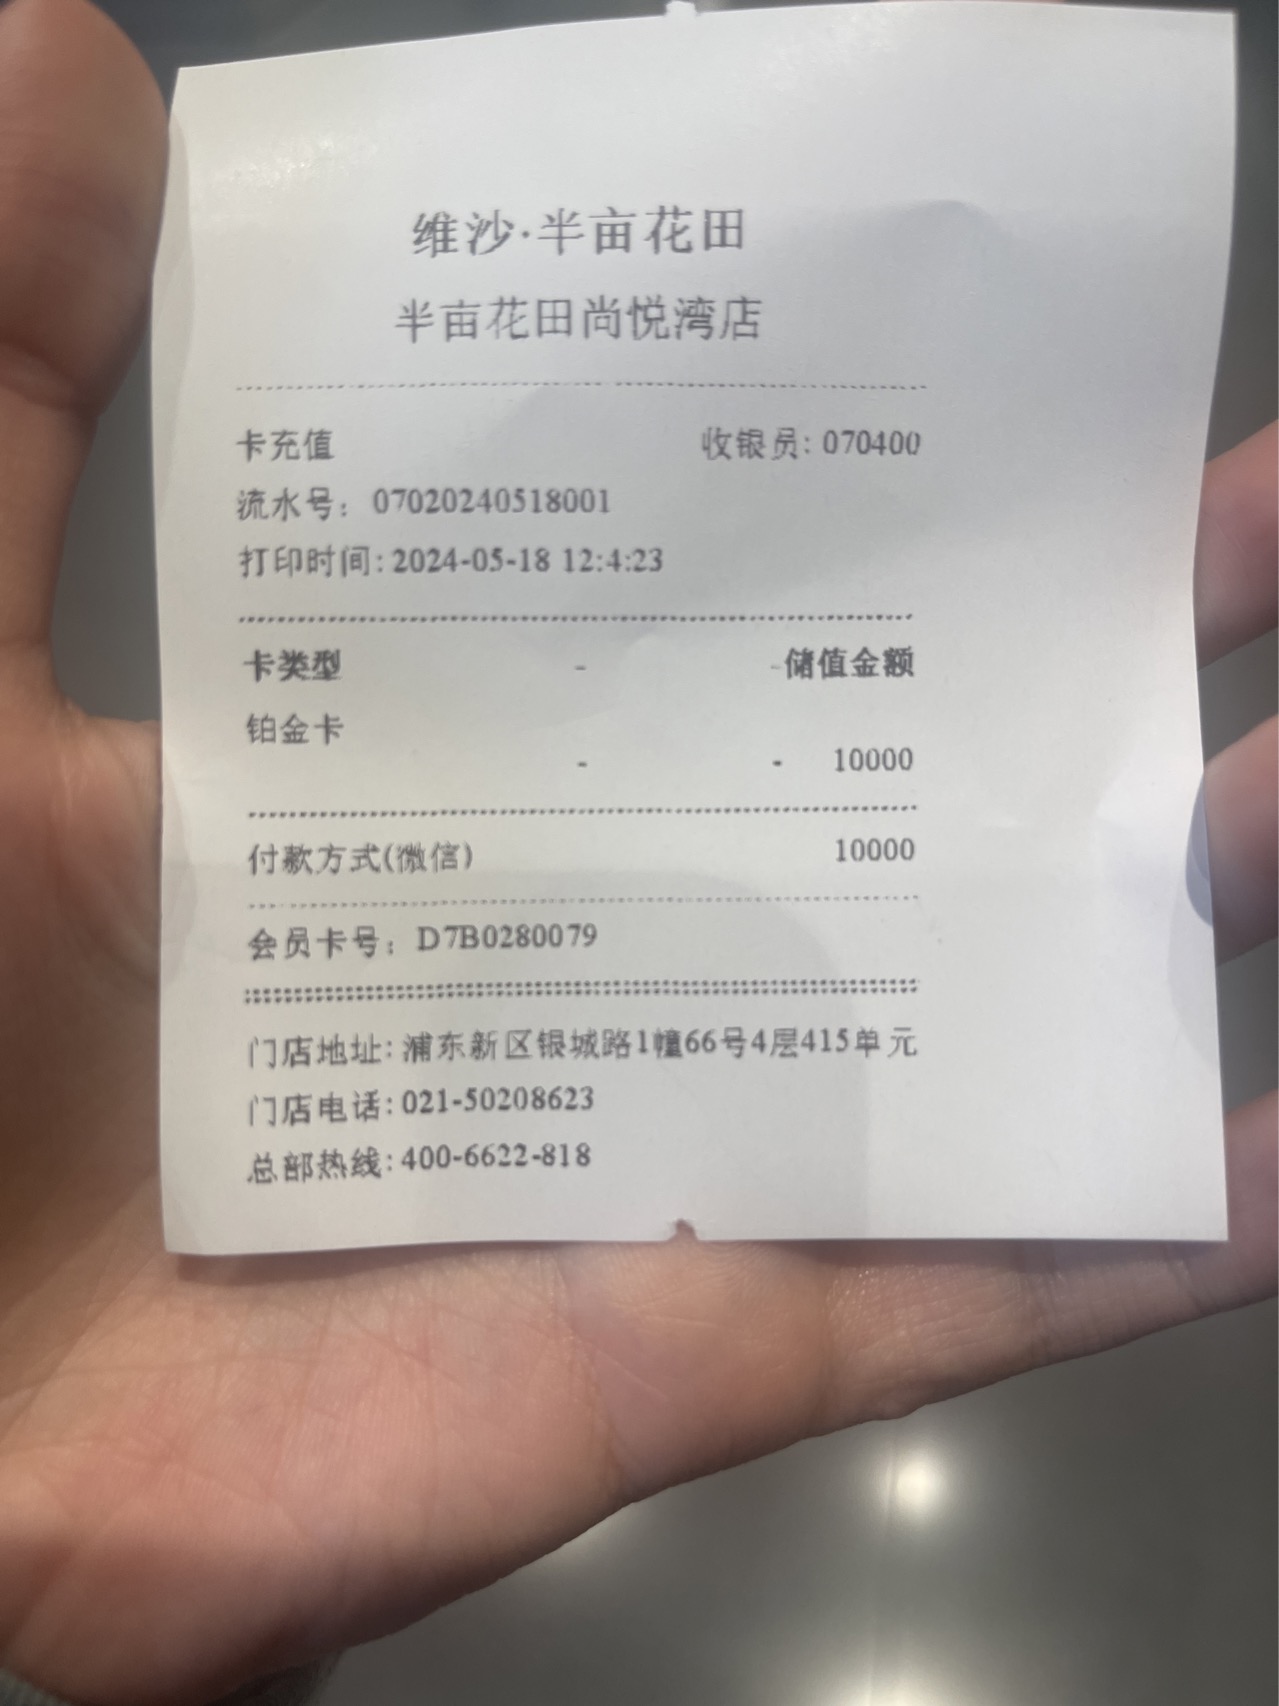 维沙·半亩花田
半亩花田尚悦湾店
卡充值 收银员: 070400
流水号: 07020240518001
打印时间: 2024-05-18 12:4:23
卡类型 - -储值金额
铂金卡
- - 10000
付款方式(微信) 10000
会员卡号: D7B0280079
门店地址: 浦东新区银城路1幢66号4层415单元
门店电话: 021-50208623
总部热线: 400-6622-818